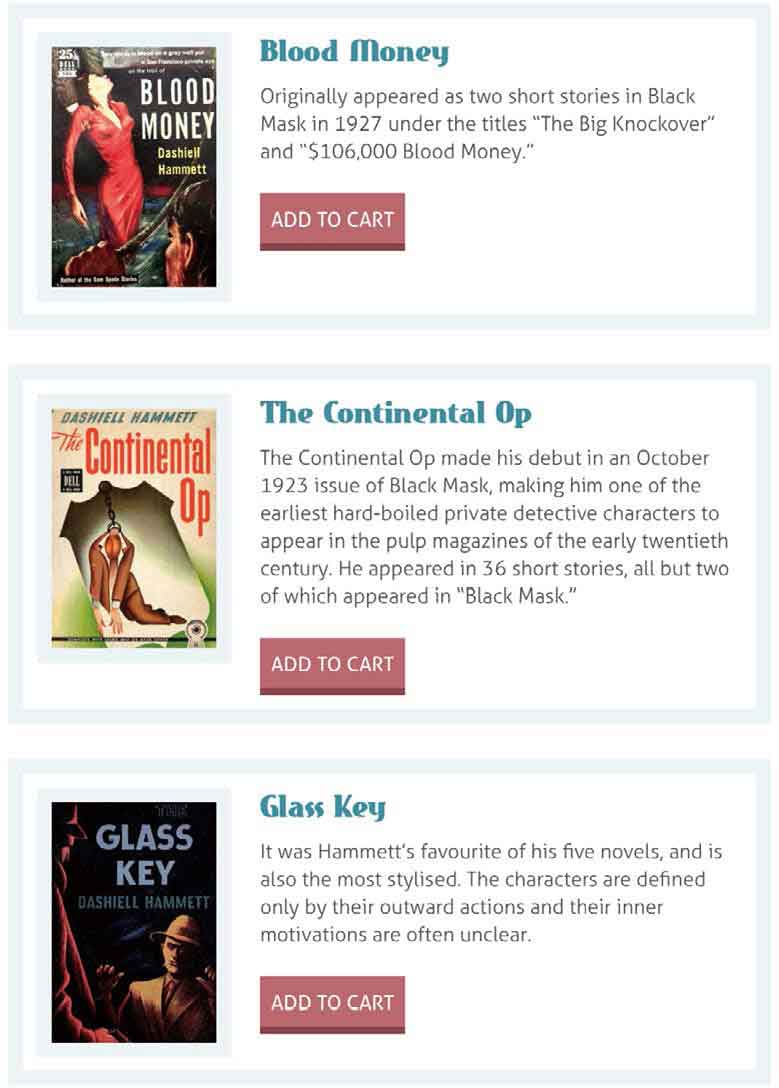 Blood Money
25¢
DELL
on the trail of
BLOOD
MONEY
Dashiell
Hammett
Author of the Sam Spade Stories
Originally appeared as two short stories in Black
Mask in 1927 under the titles “The Big Knockover”
and “$106,000 Blood Money.”
ADD TO CART
The Continental Op
DASHIELL HAMMETT
The
Continental
Op
DELL
The Continental Op made his debut in an October
1923 issue of Black Mask, making him one of the
earliest hard-boiled private detective characters to
appear in the pulp magazines of the early twentieth
century. He appeared in 36 short stories, all but two
of which appeared in “Black Mask.”
ADD TO CART
Glass Key
THE
GLASS
KEY
DASHIELL HAMMETT
It was Hammett’s favourite of his five novels, and is
also the most stylised. The characters are defined
only by their outward actions and their inner
motivations are often unclear.
ADD TO CART